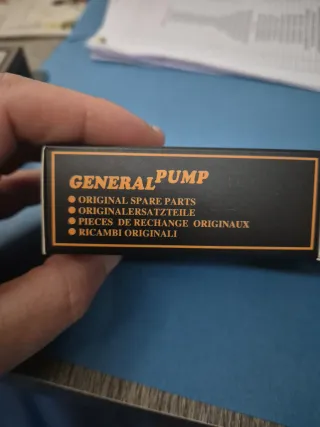 GENERAL PUMP
● ORIGINAL SPARE PARTS
● ORIGINALERSATZTEILE
● PIECES DE RECHANGE ORIGINAUX
● RICAMBI ORIGINALI